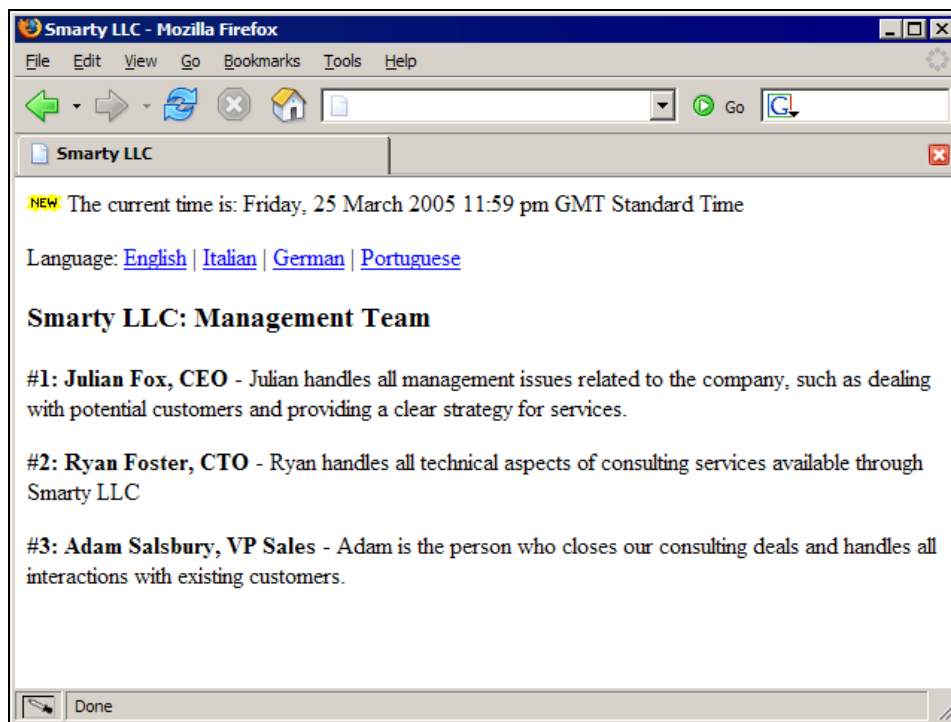 Smarty LLC - Mozilla Firefox
File Edit View Go Bookmarks Tools Help
Go G
Smarty LLC
NEW The current time is: Friday, 25 March 2005 11:59 pm GMT Standard Time
Language: English | Italian | German | Portuguese
Smarty LLC: Management Team
#1: Julian Fox, CEO - Julian handles all management issues related to the company, such as dealing
with potential customers and providing a clear strategy for services.
#2: Ryan Foster, CTO - Ryan handles all technical aspects of consulting services available through
Smarty LLC
#3: Adam Salsbury, VP Sales - Adam is the person who closes our consulting deals and handles all
interactions with existing customers.
Done